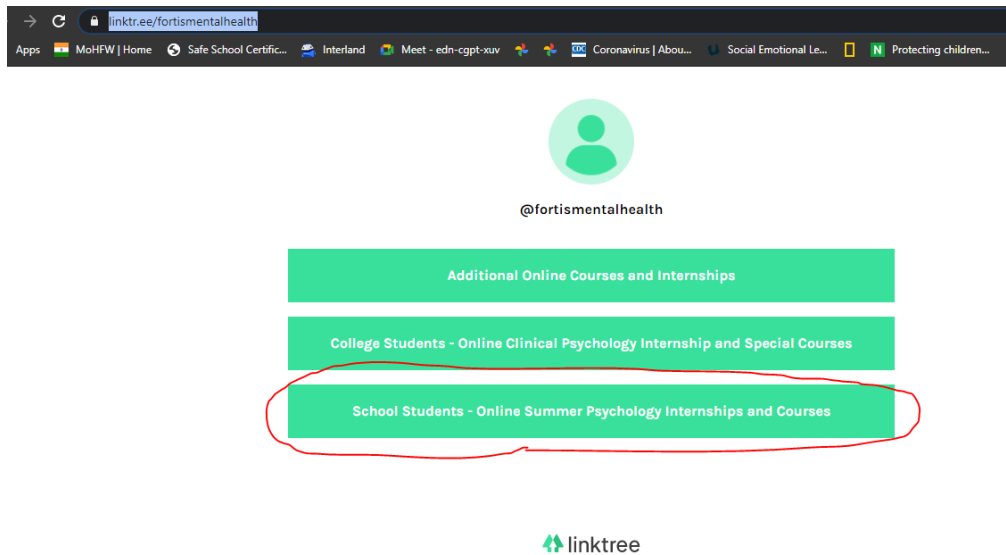 linktr.ee/fortismentalhealth
Apps MoHFW | Home Safe School Certific... Interland Meet - edn-cgpt-xuv CDC Coronavirus | Abou... Social Emotional Le... N Protecting children...
@fortismentalhealth
Additional Online Courses and Internships
College Students - Online Clinical Psychology Internship and Special Courses
School Students - Online Summer Psychology Internships and Courses
linktree